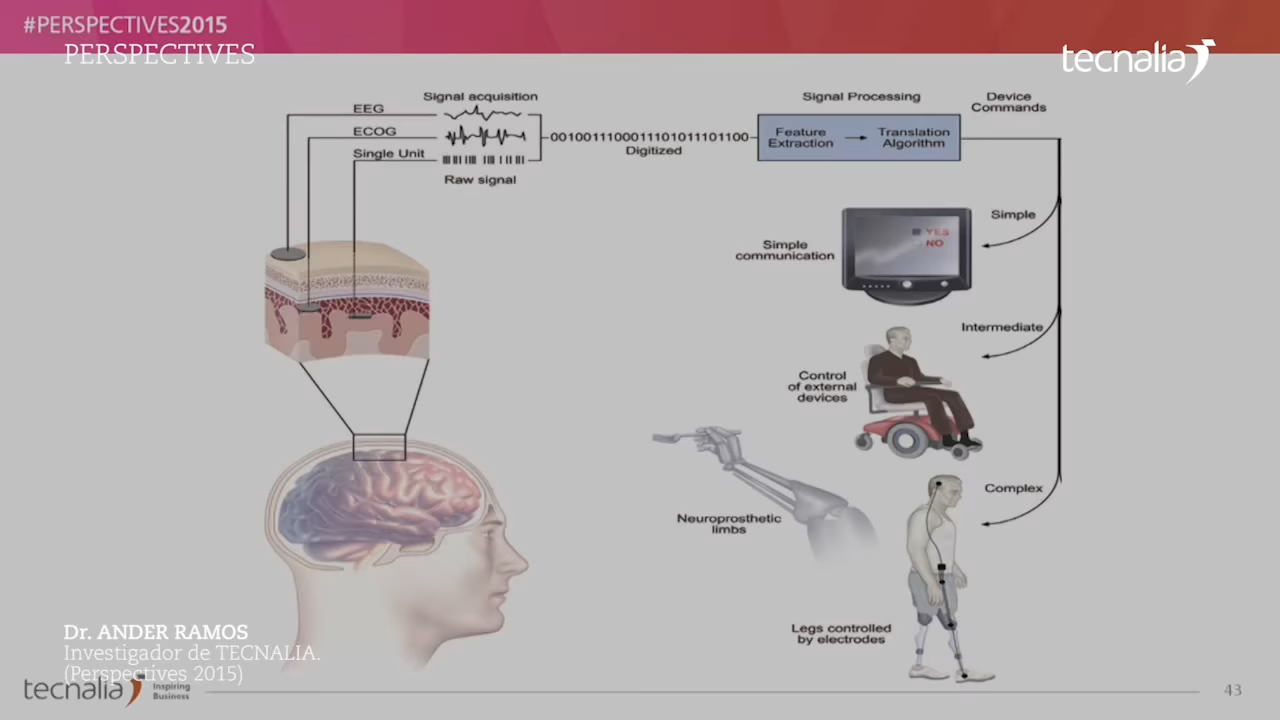 #PERSPECTIVES2015
PERSPECTIVES
tecnalia
Signal acquisition
EEG
ECOG
Single Unit
Raw signal
00100111000111010111011100
Digitized
Signal Processing
Feature
Extraction
Translation
Algorithm
Device
Commands
Simple
Simple
communication
YES
NO
Intermediate
Control
of external
devices
Complex
Neuroprosthetic
limbs
Legs controlled
by electrodes
Dr. ANDER RAMOS
Investigador de TECNALIA.
(Perspectives 2015)
tecnalia
Inspiring
Business
43